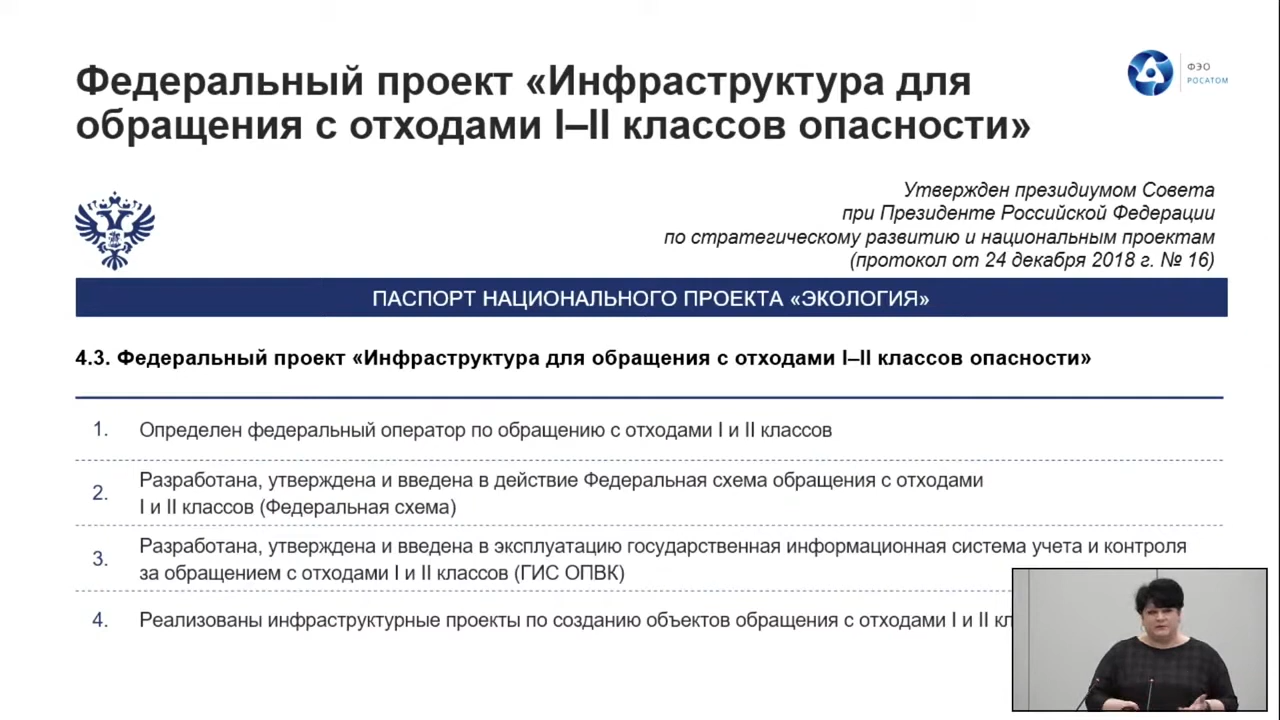 Федеральный проект «Инфраструктура для
обращения с отходами I–II классов опасности»
ФЭО
РОСАТОМ
Утвержден президиумом Совета
при Президенте Российской Федерации
по стратегическому развитию и национальным проектам
(протокол от 24 декабря 2018 г. № 16)
ПАСПОРТ НАЦИОНАЛЬНОГО ПРОЕКТА «ЭКОЛОГИЯ»
4.3. Федеральный проект «Инфраструктура для обращения с отходами I–II классов опасности»
1. Определен федеральный оператор по обращению с отходами I и II классов
2. Разработана, утверждена и введена в действие Федеральная схема обращения с отходами
I и II классов (Федеральная схема)
3. Разработана, утверждена и введена в эксплуатацию государственная информационная система учета и контроля
за обращением с отходами I и II классов (ГИС ОПВК)
4. Реализованы инфраструктурные проекты по созданию объектов обращения с отходами I и II